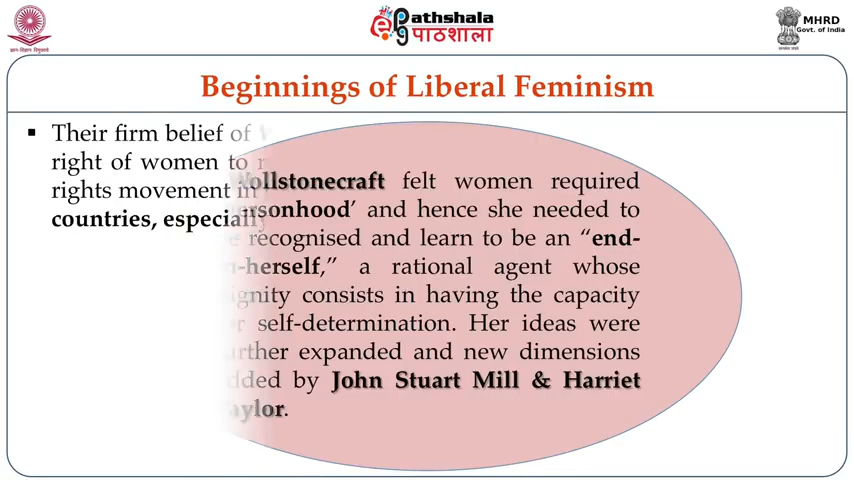 ePathshala
पाठशाला
MHRD
Govt. of India
Beginnings of Liberal Feminism
▪ Their firm belief of
right of women to
rights movement in
countries, especially
Wollstonecraft felt women required
personhood’ and hence she needed to
recognised and learn to be an “end-
in-herself,” a rational agent whose
dignity consists in having the capacity
self-determination. Her ideas were
further expanded and new dimensions
added by John Stuart Mill & Harriet
Taylor.